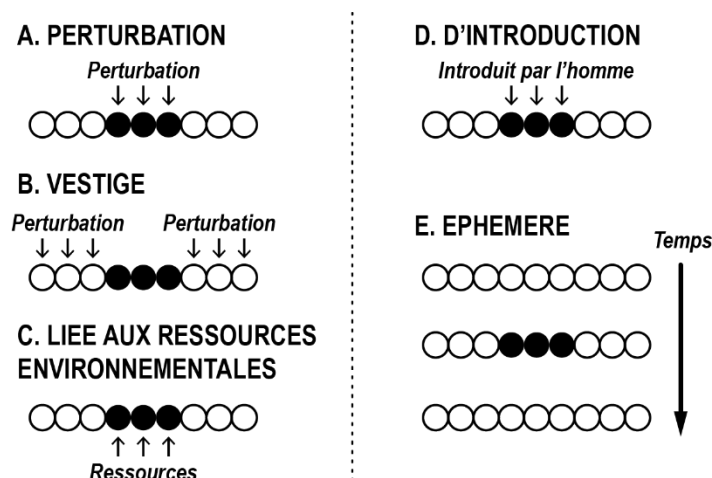 A. PERTURBATION
Perturbation
B. VESTIGE
Perturbation Perturbation
C. LIEE AUX RESSOURCES
ENVIRONNEMENTALES
Ressources
D. D’INTRODUCTION
Introduit par l’homme
E. EPHEMERE
Temps